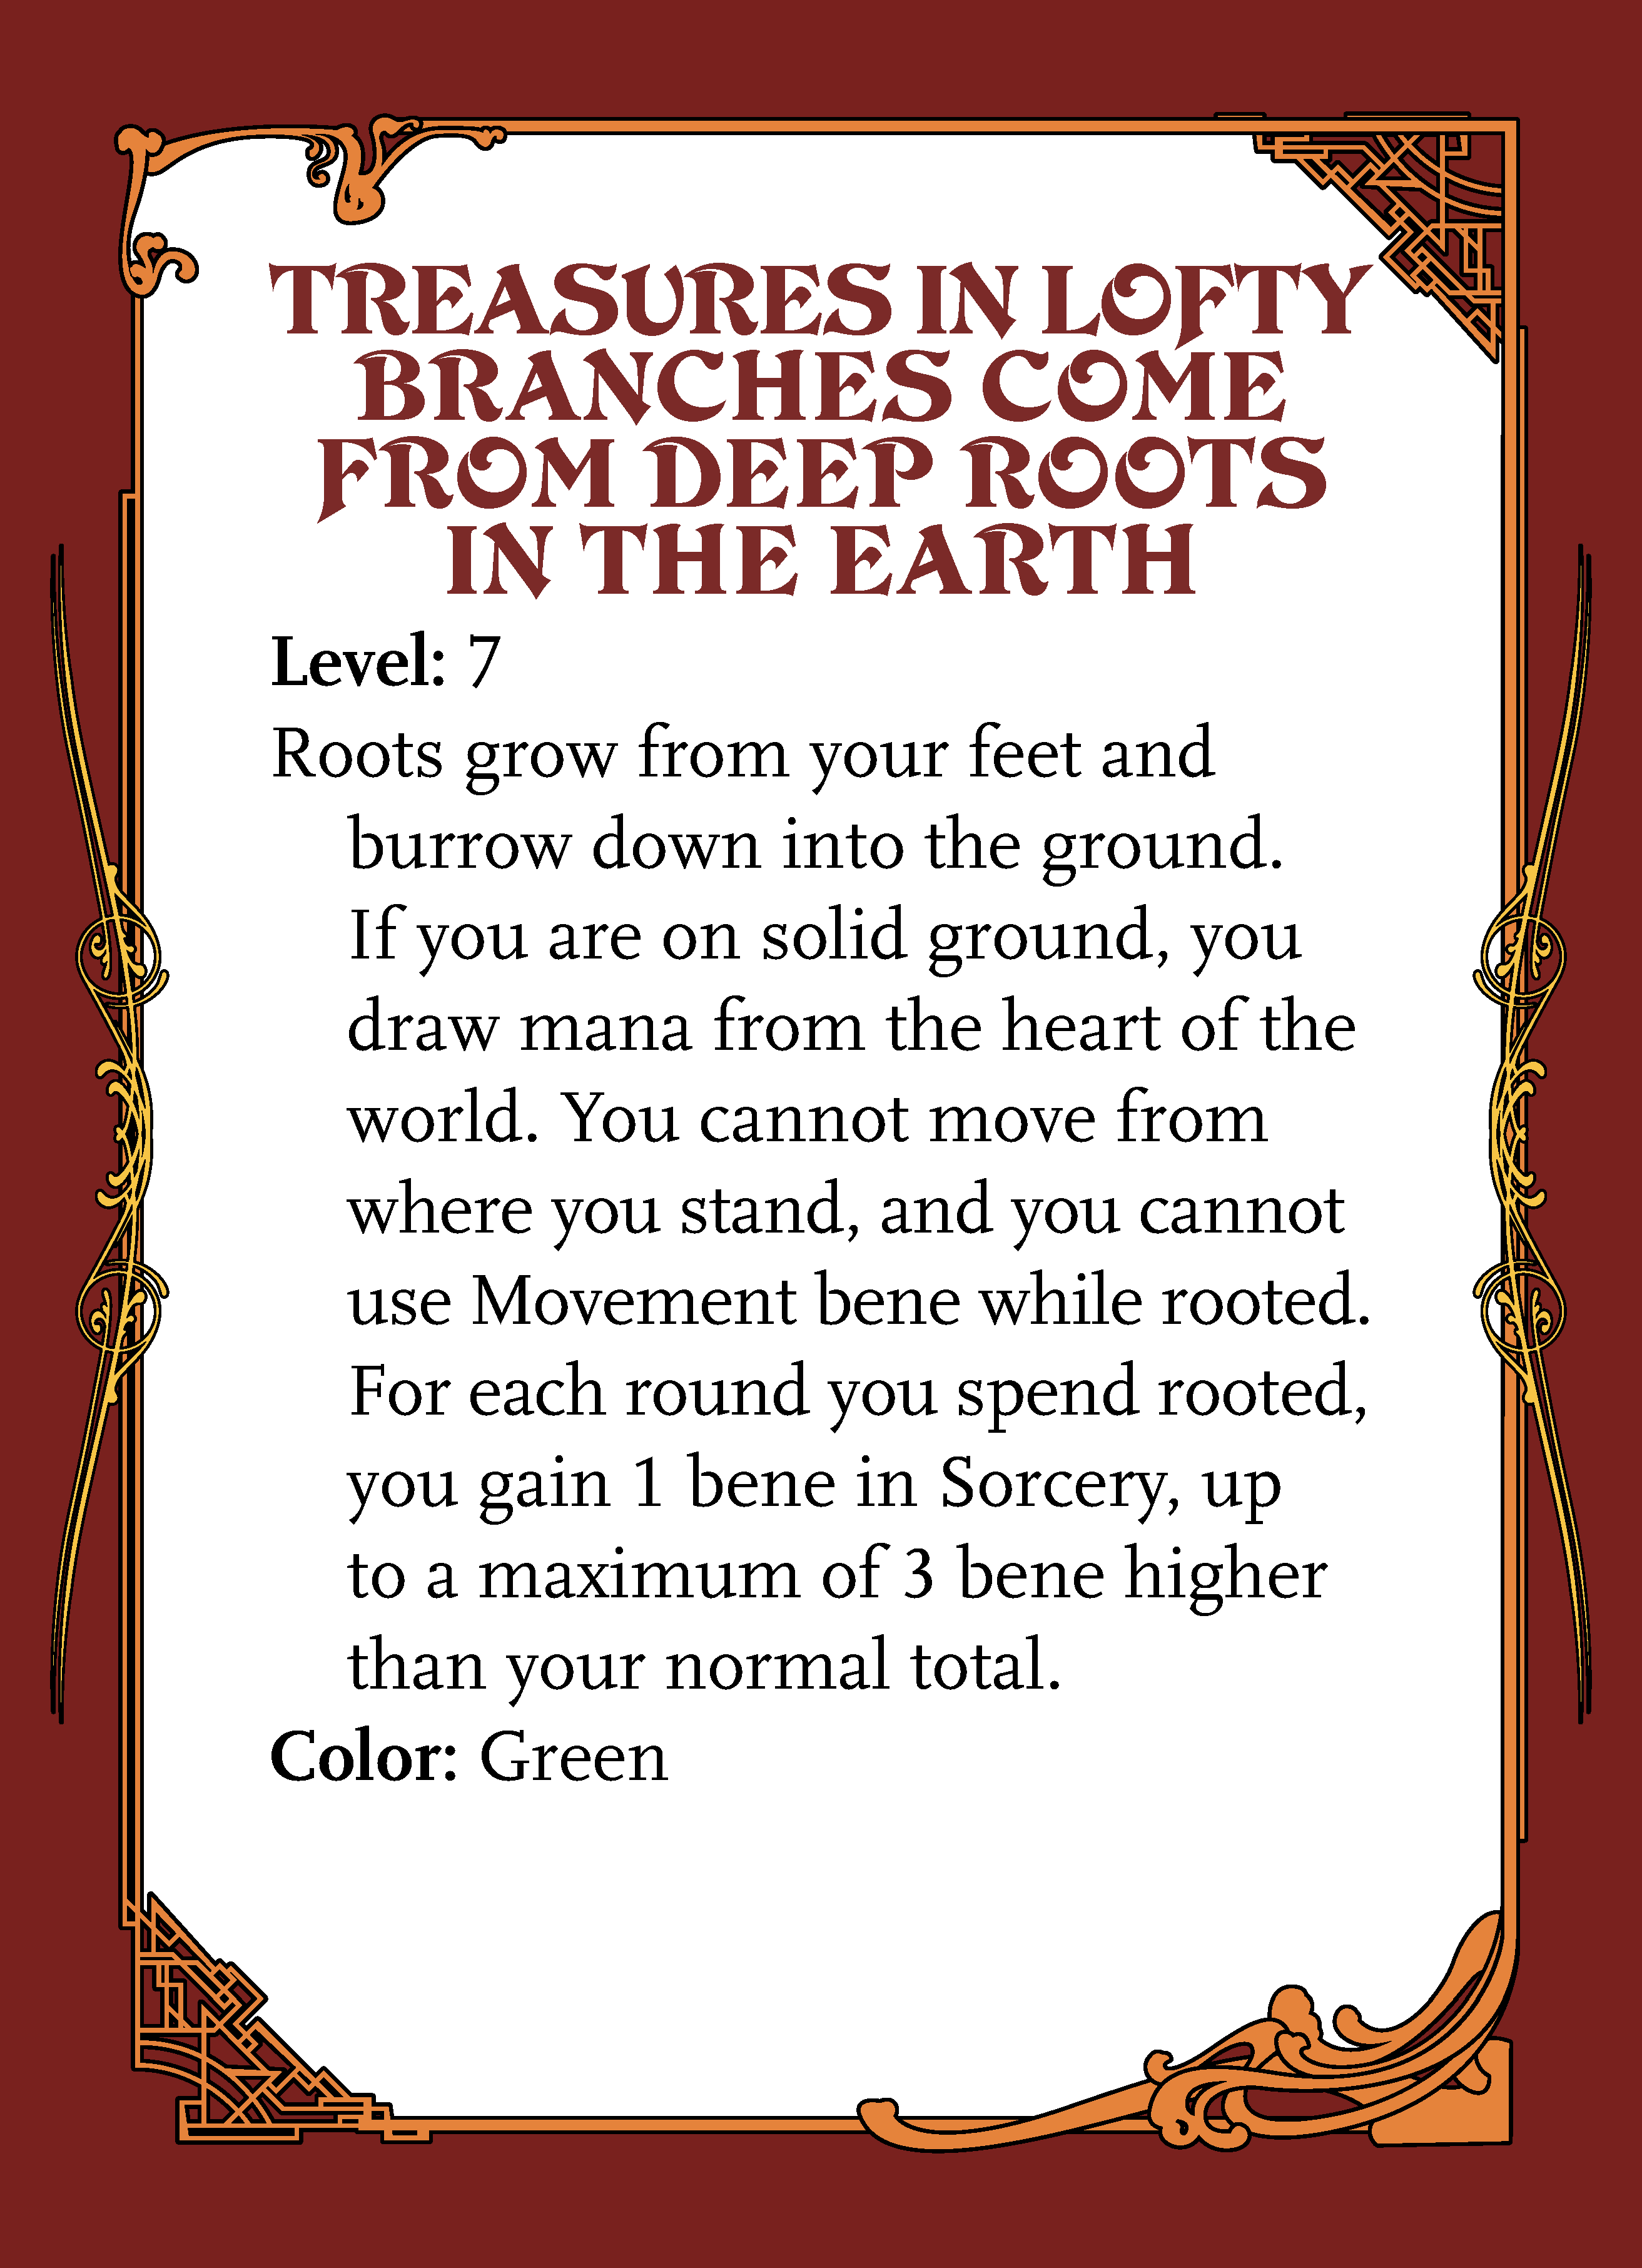 TREASURES IN LOFTY
BRANCHES COME
FROM DEEP ROOTS
IN THE EARTH
Level: 7
Roots grow from your feet and
burrow down into the ground.
If you are on solid ground, you
draw mana from the heart of the
world. You cannot move from
where you stand, and you cannot
use Movement bene while rooted.
For each round you spend rooted,
you gain 1 bene in Sorcery, up
to a maximum of 3 bene higher
than your normal total.
Color: Green